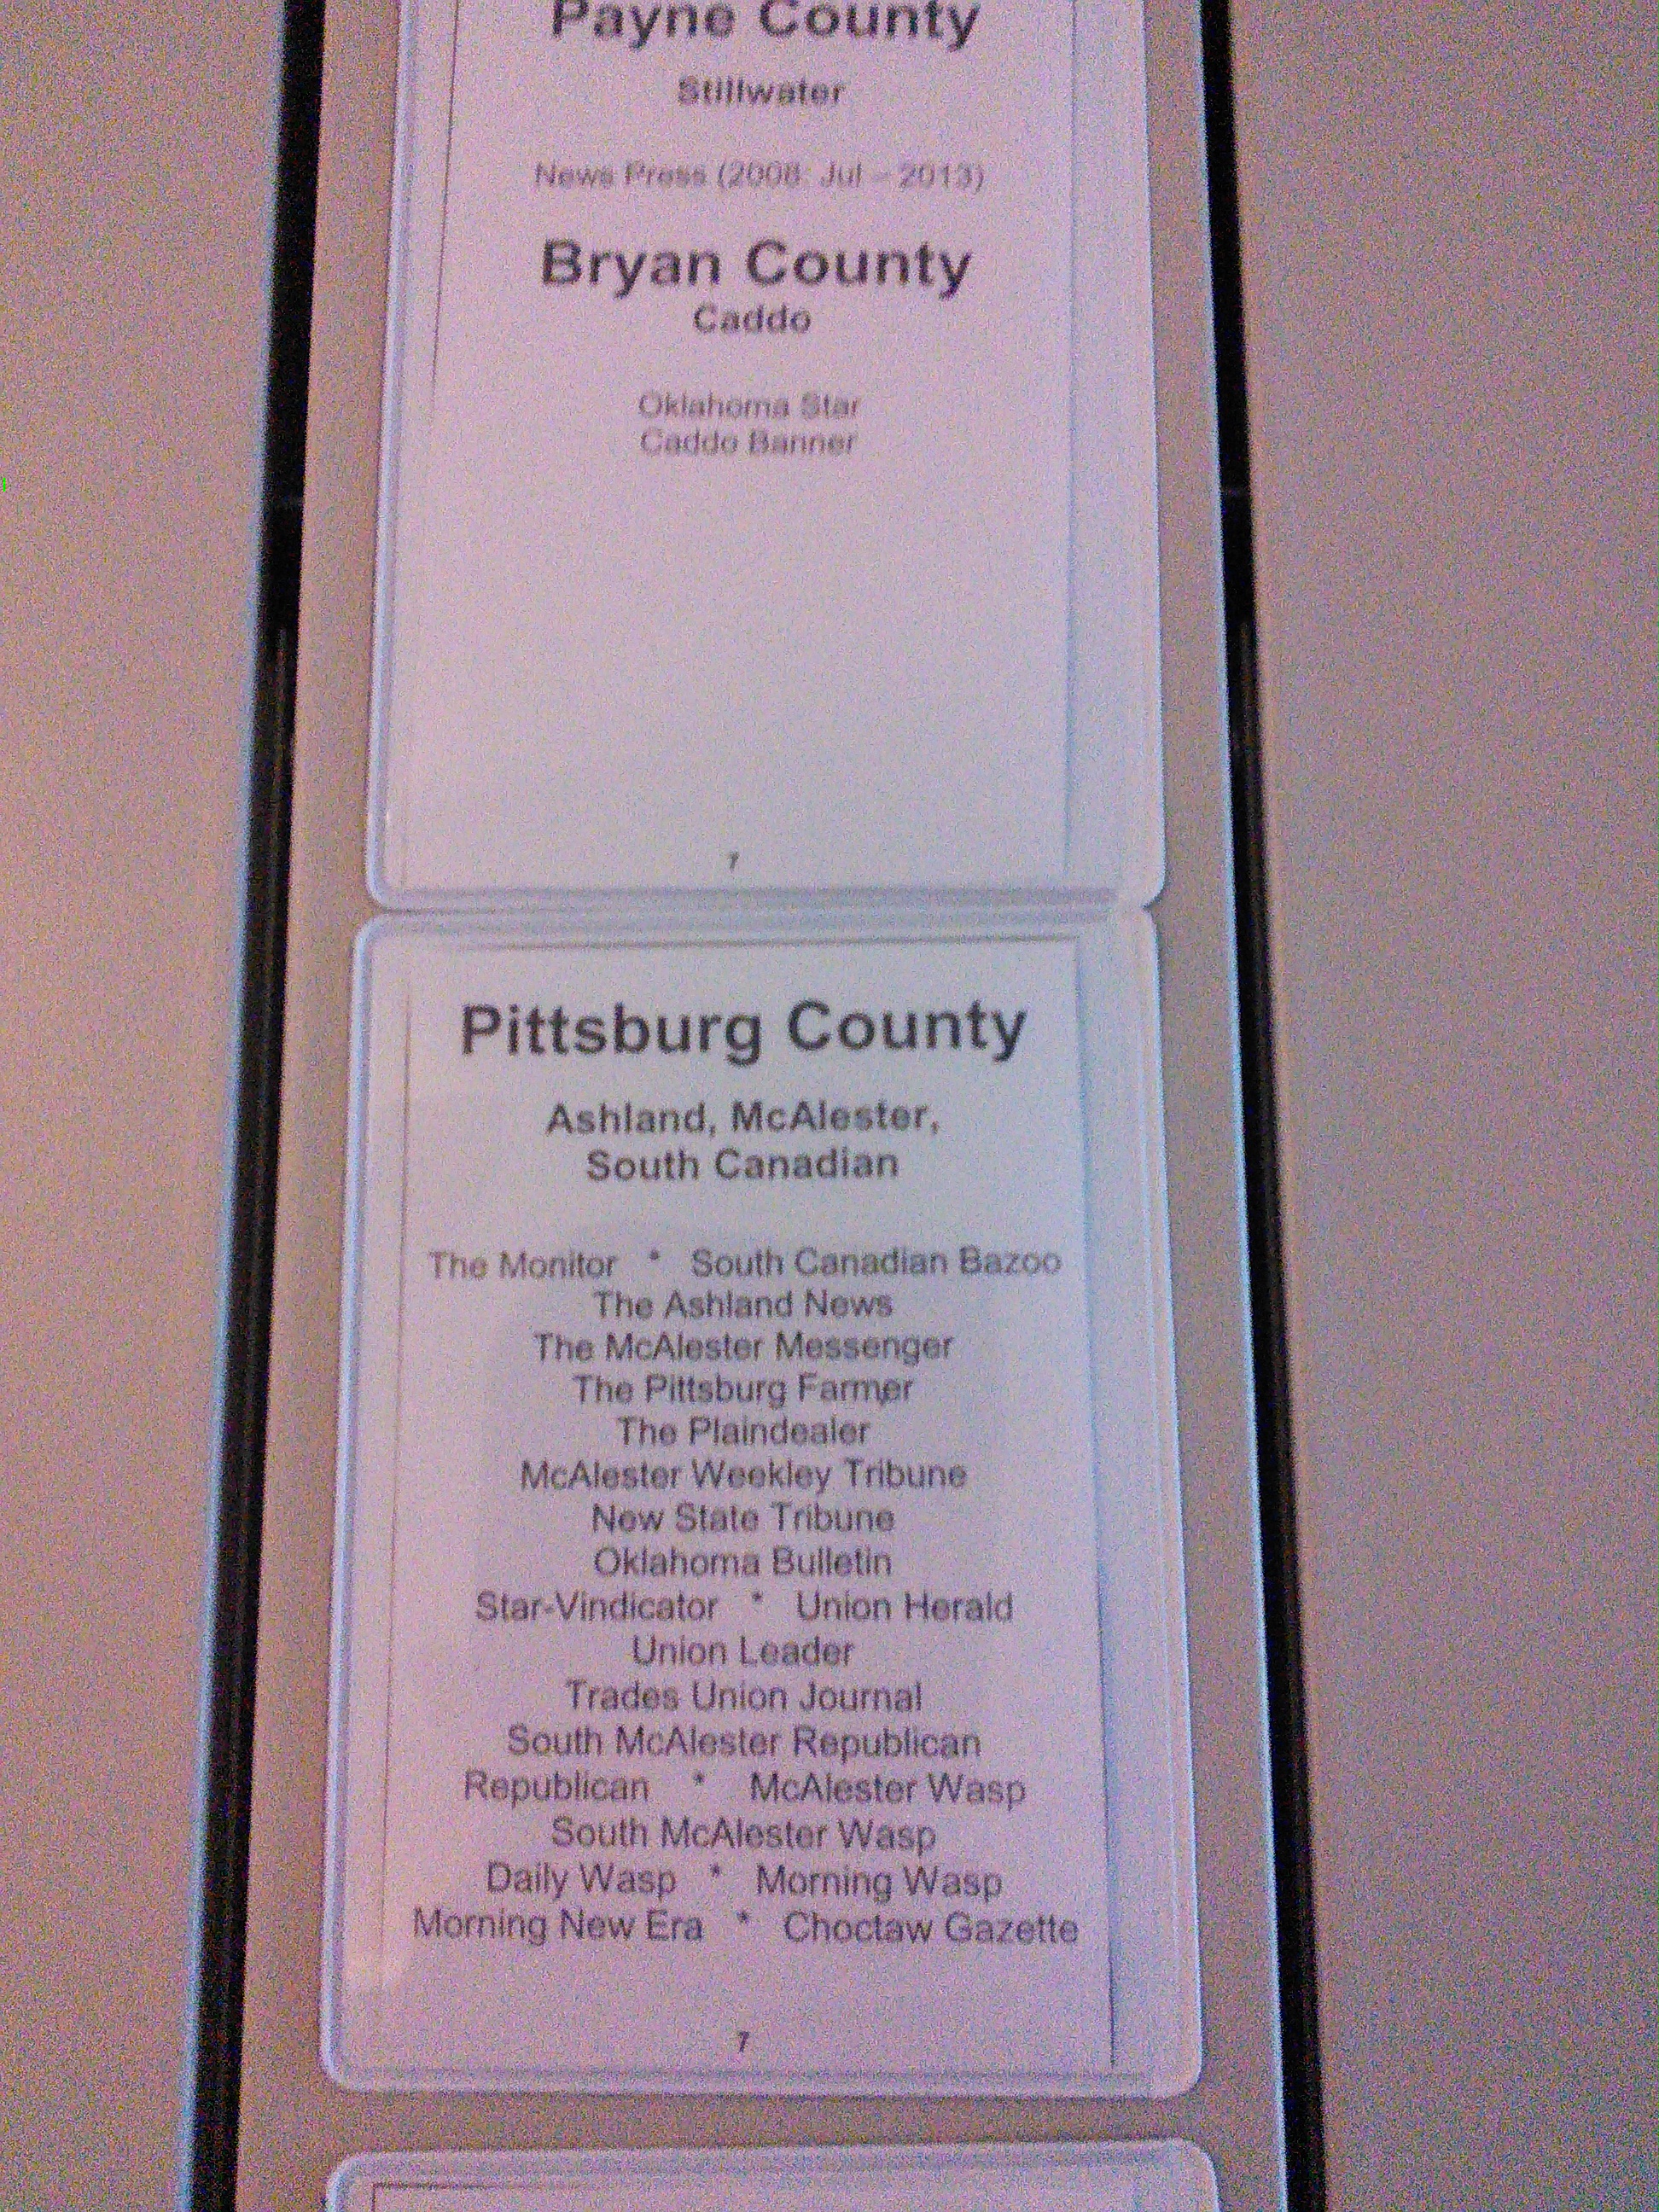 Payne County
Stillwater
News Press (2008: Jul – 2013)
Bryan County
Caddo
Oklahoma Star
Caddo Banner
7
Pittsburg County
Ashland, McAlester,
South Canadian
The Monitor * South Canadian Bazoo
The Ashland News
The McAlester Messenger
The Pittsburg Farmer
The Plaindealer
McAlester Weekley Tribune
New State Tribune
Oklahoma Bulletin
Star-Vindicator * Union Herald
Union Leader
Trades Union Journal
South McAlester Republican
Republican * McAlester Wasp
South McAlester Wasp
Daily Wasp * Morning Wasp
Morning New Era * Choctaw Gazette
7